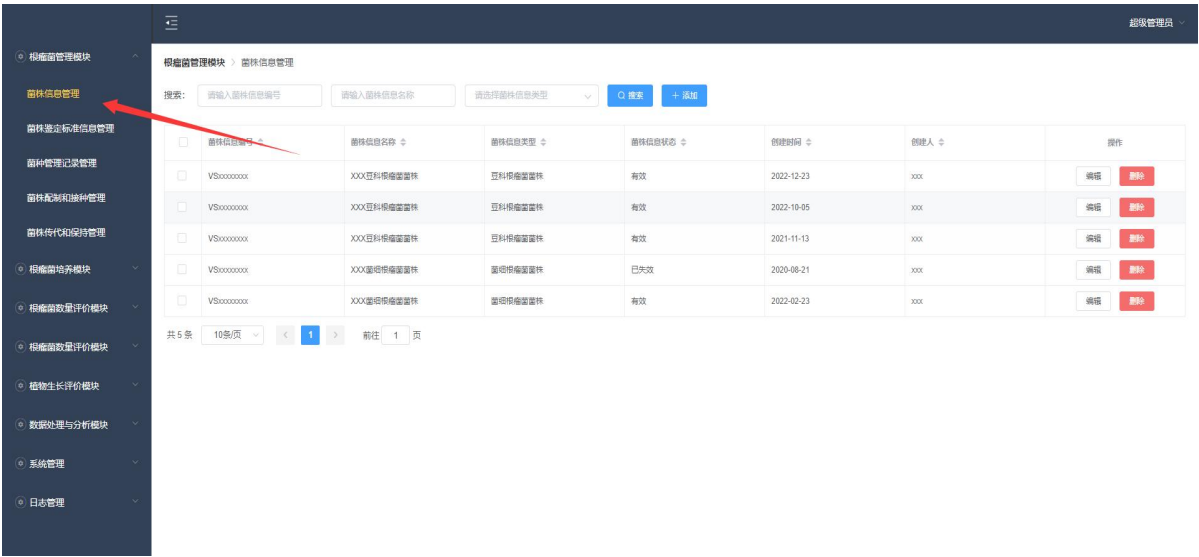 超级管理员
根瘤菌管理模块
菌株信息管理
菌株鉴定标准信息管理
菌种管理记录管理
菌株配制和接种管理
菌株传代和保持管理
根瘤菌培养模块
根瘤菌数量评价模块
根瘤菌数量评价模块
植物生长评价模块
数据处理与分析模块
系统管理
日志管理
根瘤菌管理模块 > 菌株信息管理
搜索: 请输入菌株信息编号 请输入菌株信息名称 请选择菌株信息类型 搜索 + 添加
菌株信息编号 菌株信息名称 菌株信息类型 菌株信息状态 创建时间 创建人 操作
VSxxxxxxxx XXX豆科根瘤菌菌株 豆科根瘤菌菌株 有效 2022-12-23 xxx 编辑 删除
VSxxxxxxxx XXX豆科根瘤菌菌株 豆科根瘤菌菌株 有效 2022-10-05 xxx 编辑 删除
VSxxxxxxxx XXX豆科根瘤菌菌株 豆科根瘤菌菌株 有效 2021-11-13 xxx 编辑 删除
VSxxxxxxxx XXX茎细根瘤菌菌株 茎细根瘤菌菌株 已失效 2020-08-21 xxx 编辑 删除
VSxxxxxxxx XXX茎细根瘤菌菌株 茎细根瘤菌菌株 有效 2022-02-23 xxx 编辑 删除
共 5 条 10条/页 < 1 > 前往 1 页